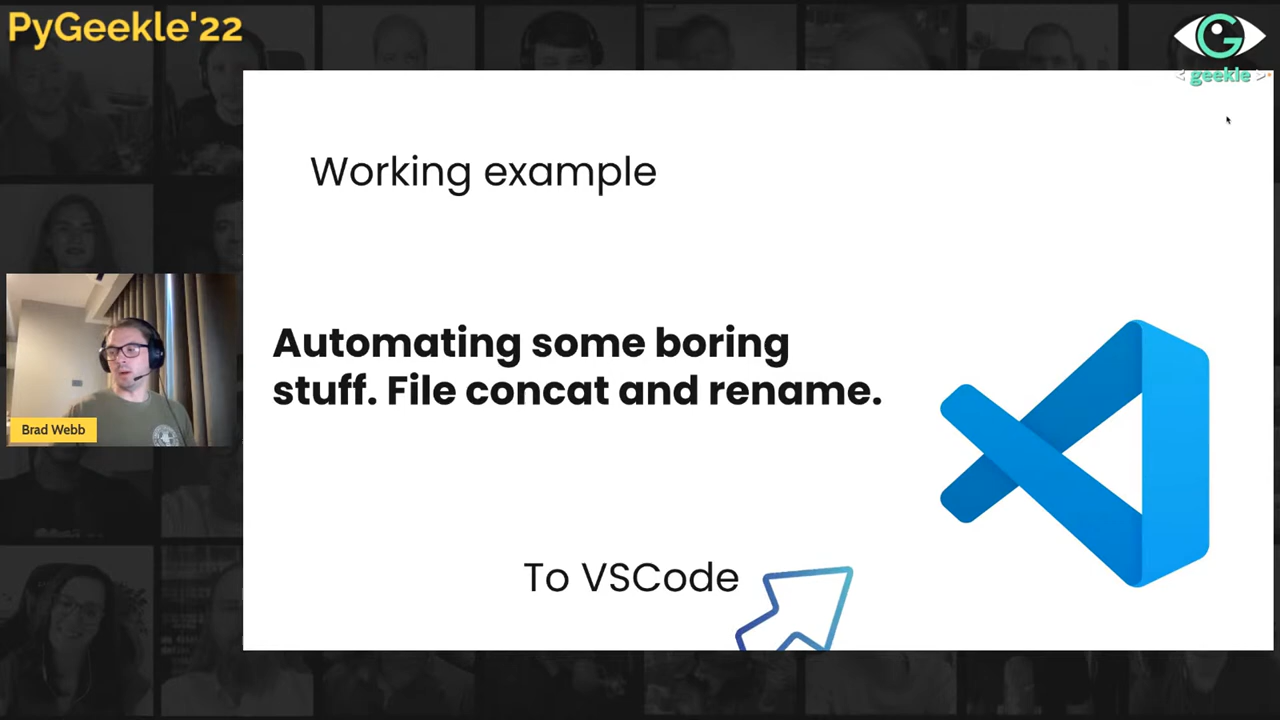 PyGeekle'22
< geekle >
Working example
Automating some boring
stuff. File concat and rename.
Brad Webb
To VSCode